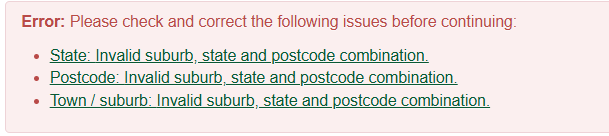 Error: Please check and correct the following issues before continuing:
State: Invalid suburb, state and postcode combination.
Postcode: Invalid suburb, state and postcode combination.
Town / suburb: Invalid suburb, state and postcode combination.